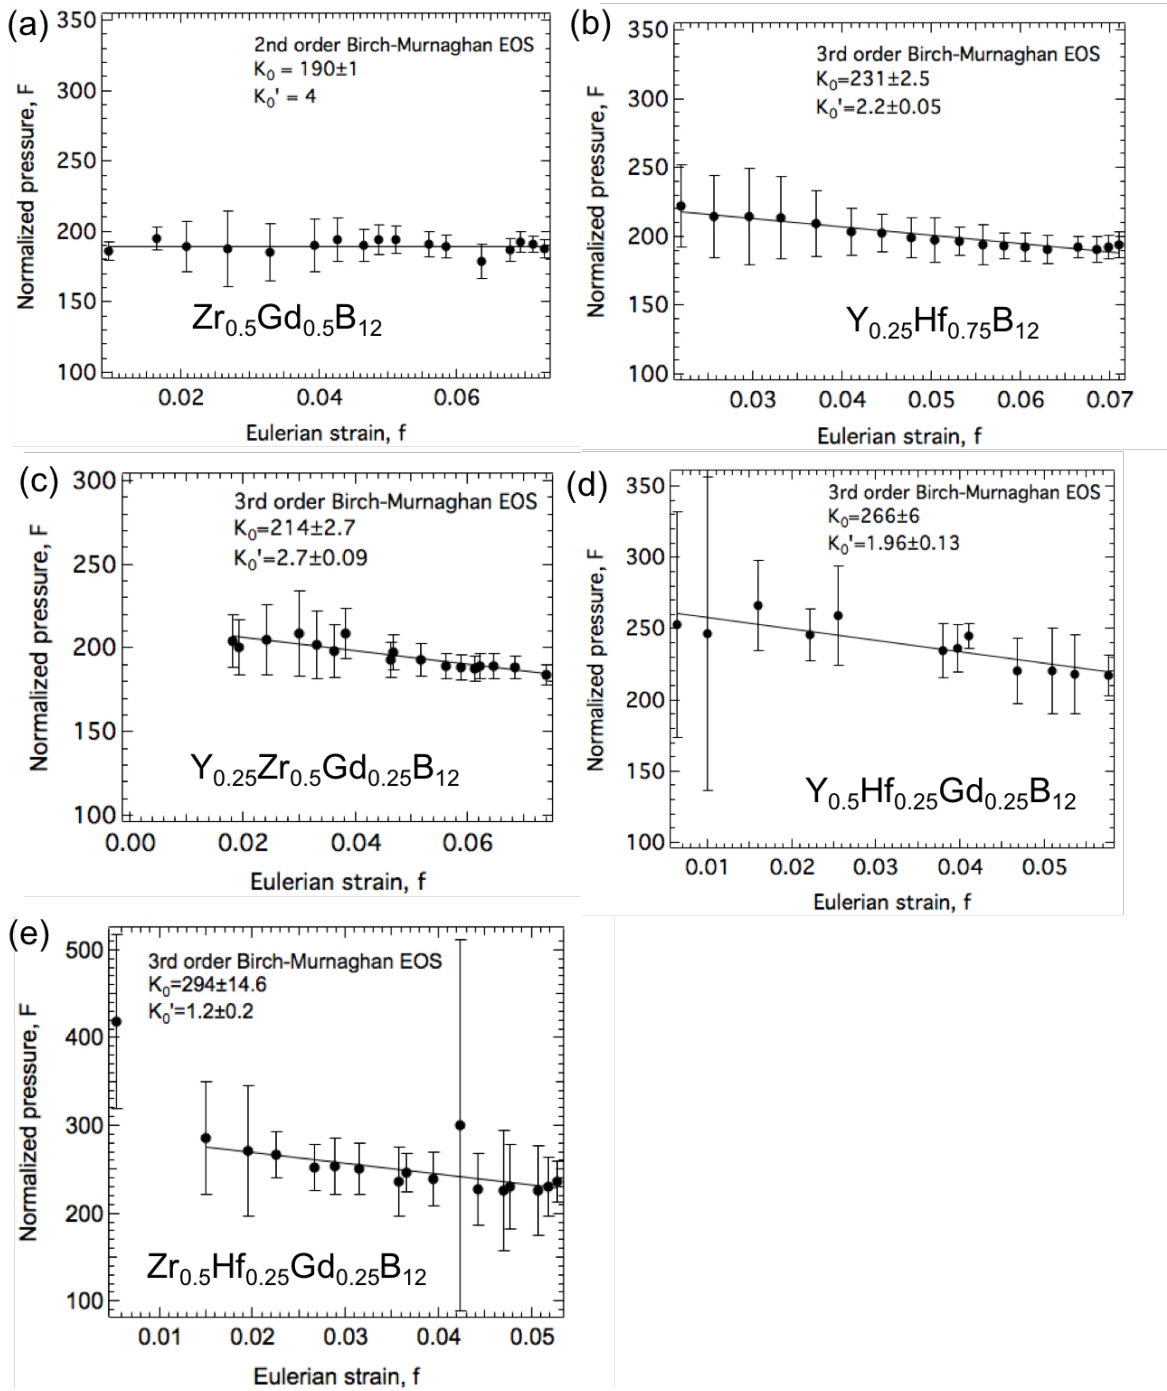 (a)
350
300
250
200
150
100
Normalized pressure, F
2nd order Birch-Murnaghan EOS
K₀ = 190±1
K₀' = 4
Zr₀.₅Gd₀.₅B₁₂
0.02 0.04 0.06
Eulerian strain, f
(b)
350
300
250
200
150
100
Normalized pressure, F
3rd order Birch-Murnaghan EOS
K₀=231±2.5
K₀'=2.2±0.05
Y₀.₂₅Hf₀.₇₅B₁₂
0.03 0.04 0.05 0.06 0.07
Eulerian strain, f
(c)
300
250
200
150
100
Normalized pressure, F
3rd order Birch-Murnaghan EOS
K₀=214±2.7
K₀'=2.7±0.09
Y₀.₂₅Zr₀.₅Gd₀.₂₅B₁₂
0.00 0.02 0.04 0.06
Eulerian strain, f
(d)
350
300
250
200
150
100
Normalized pressure, F
3rd order Birch-Murnaghan EOS
K₀=266±6
K₀'=1.96±0.13
Y₀.₅Hf₀.₂₅Gd₀.₂₅B₁₂
0.01 0.02 0.03 0.04 0.05
Eulerian strain, f
(e)
500
400
300
200
100
Normalized pressure, F
3rd order Birch-Murnaghan EOS
K₀=294±14.6
K₀'=1.2±0.2
Zr₀.₅Hf₀.₂₅Gd₀.₂₅B₁₂
0.01 0.02 0.03 0.04 0.05
Eulerian strain, f